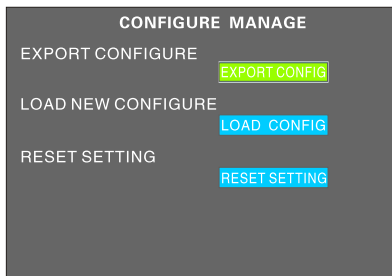 CONFIGURE MANAGE
EXPORT CONFIGURE
EXPORT CONFIG
LOAD NEW CONFIGURE
LOAD CONFIG
RESET SETTING
RESET SETTING